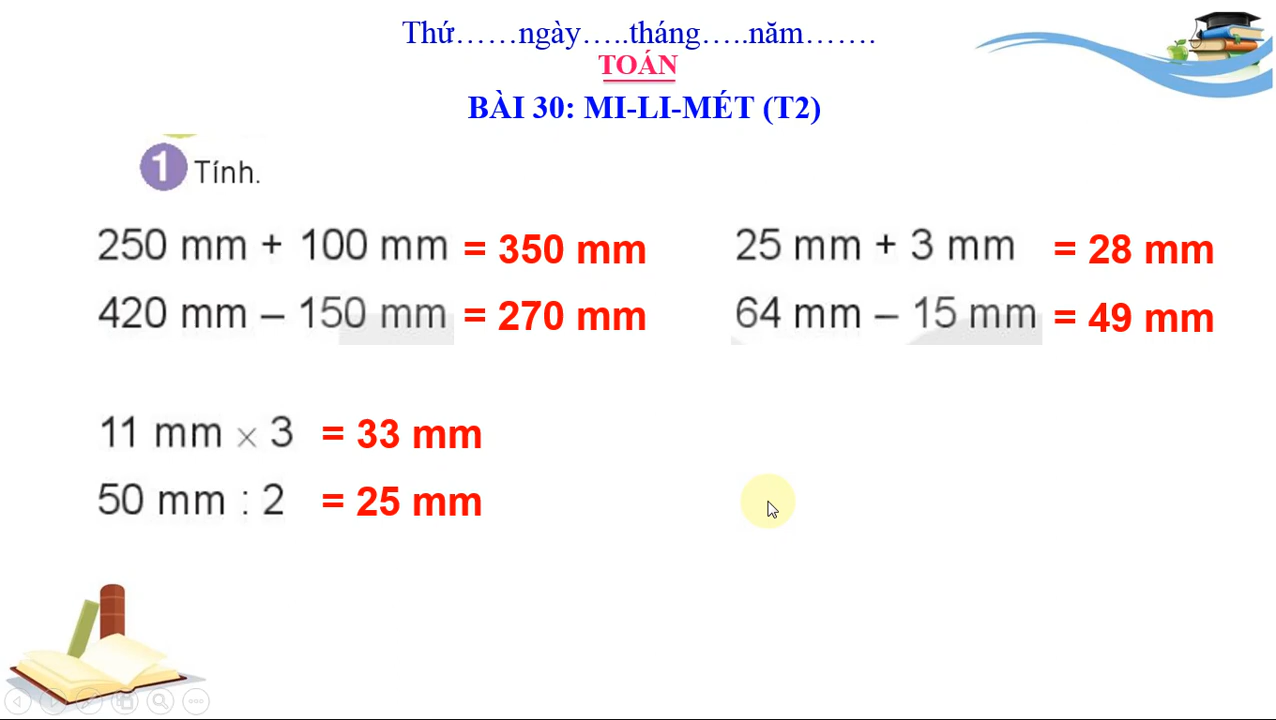 Thứ……ngày…..tháng…..năm…….
TOÁN
BÀI 30: MI-LI-MÉT (T2)
1 Tính.
250 mm + 100 mm = 350 mm
25 mm + 3 mm = 28 mm
420 mm – 150 mm = 270 mm
64 mm – 15 mm = 49 mm
11 mm × 3 = 33 mm
50 mm : 2 = 25 mm